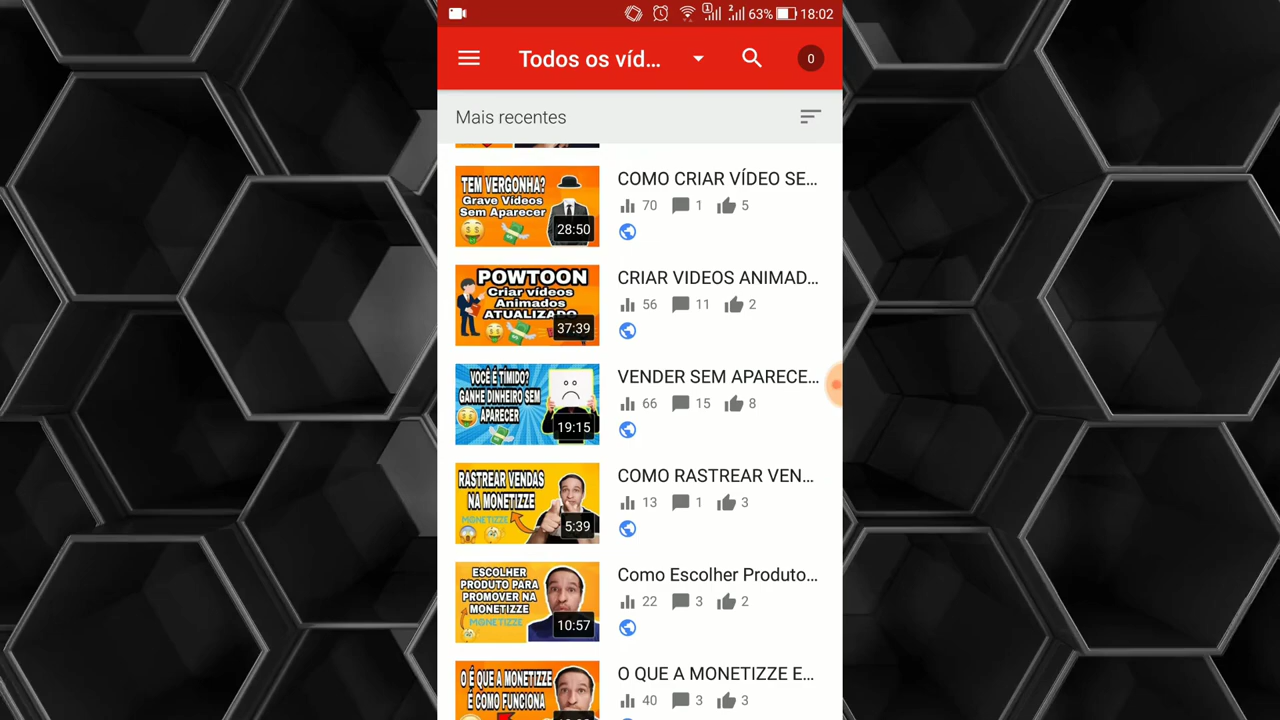 1 2 63% 18:02
Todos os víd... 0
Mais recentes
TEM VERGONHA?
Grave Vídeos
Sem Aparecer
28:50
COMO CRIAR VÍDEO SE...
70 1 5
POWTOON
Criar vídeos
Animados
ATUALIZADO
37:39
CRIAR VIDEOS ANIMAD...
56 11 2
VOCÊ É TÍMIDO?
GANHE DINHEIRO SEM
APARECER
19:15
VENDER SEM APARECE...
66 15 8
RASTREAR VENDAS
NA MONETIZZE
MONETIZZE
5:39
COMO RASTREAR VEN...
13 1 3
ESCOLHER
PRODUTO PARA
PROMOVER NA
MONETIZZE
MONETIZZE
10:57
Como Escolher Produto...
22 3 2
O É QUE A MONETIZZE
É COMO FUNCIONA
O QUE A MONETIZZE E...
40 3 3